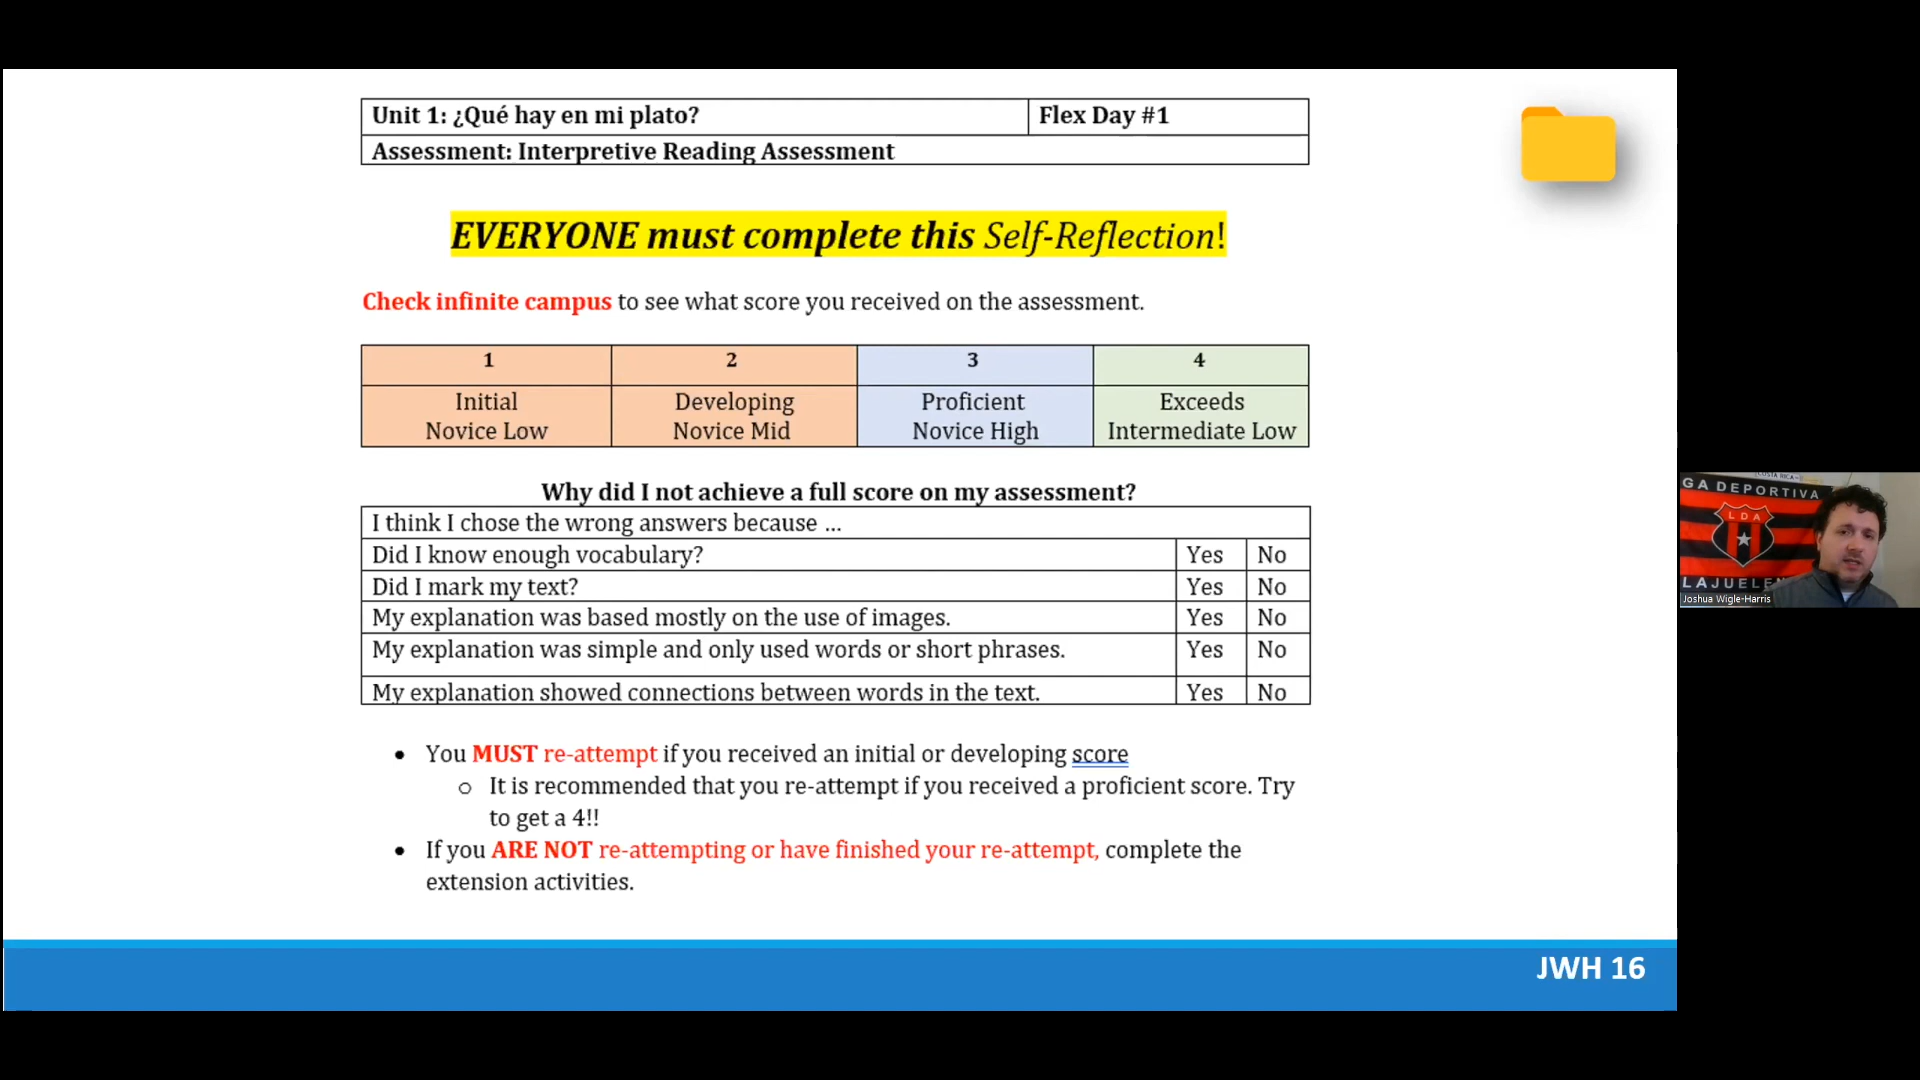 Unit 1: ¿Qué hay en mi plato?
Flex Day #1
Assessment: Interpretive Reading Assessment
EVERYONE must complete this Self-Reflection!
Check infinite campus to see what score you received on the assessment.
1 2 3 4
Initial Developing Proficient Exceeds
Novice Low Novice Mid Novice High Intermediate Low
Why did I not achieve a full score on my assessment?
I think I chose the wrong answers because ...
Did I know enough vocabulary? Yes No
Did I mark my text? Yes No
My explanation was based mostly on the use of images. Yes No
My explanation was simple and only used words or short phrases. Yes No
My explanation showed connections between words in the text. Yes No
• You MUST re-attempt if you received an initial or developing score
o It is recommended that you re-attempt if you received a proficient score. Try
to get a 4!!
• If you ARE NOT re-attempting or have finished your re-attempt, complete the
extension activities.
JWH 16
COSTA RICA
GA DEPORTIVA
LDA
LAJUELEN
Joshua Wigle-Harris